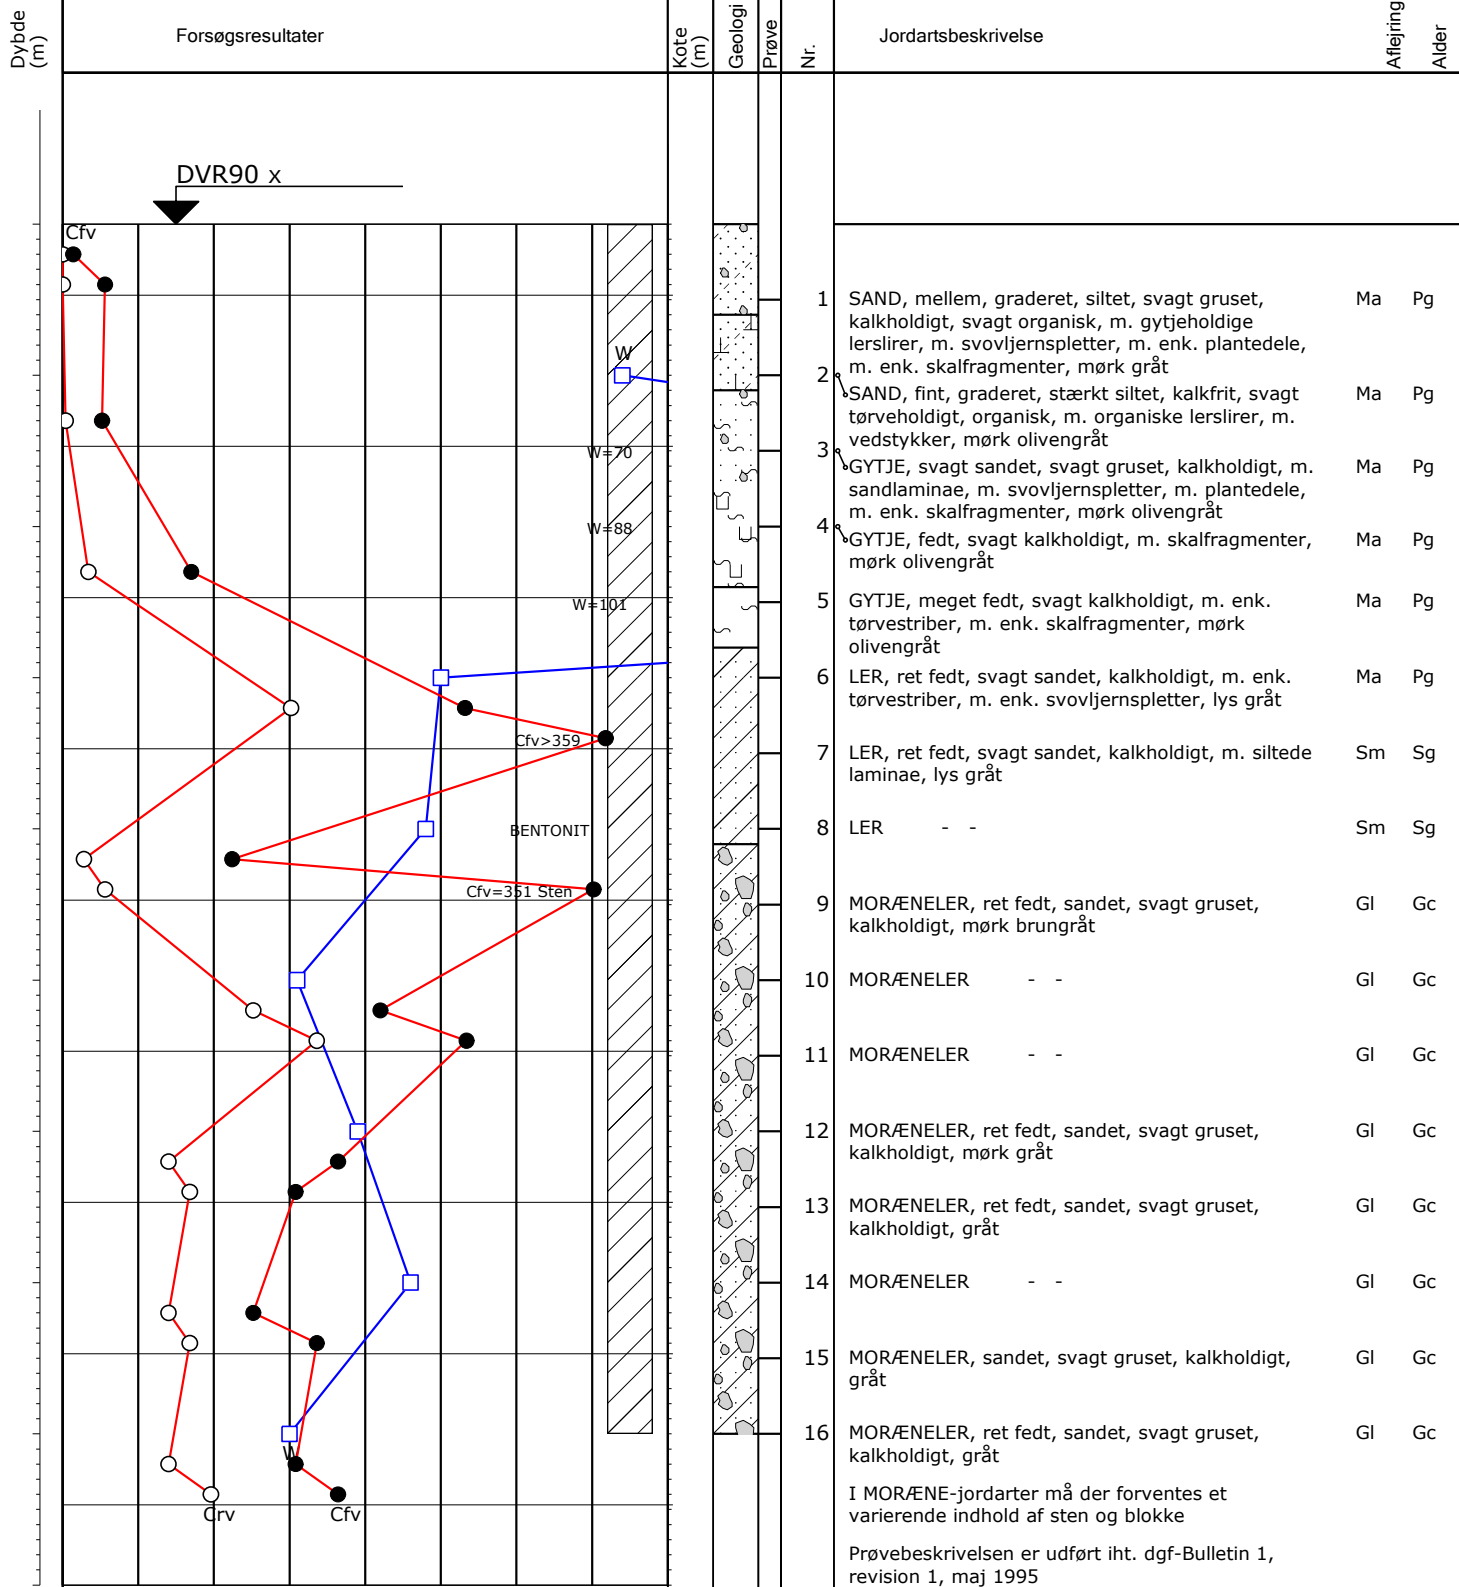 Dybde (m)
Forsøgsresultater
Kote (m)
Geologi
Prøve
Nr.
Jordartsbeskrivelse
Aflejring
Alder
DVR90 x
Cfv
1 SAND, mellem, graderet, siltet, svagt gruset, Ma Pg
kalkholdigt, svagt organisk, m. gytjeholdige
lerslirer, m. svovljernspletter, m. enk. plantedele,
m. enk. skalfragmenter, mørk gråt
W
2 SAND, fint, graderet, stærkt siltet, kalkfrit, svagt Ma Pg
tørveholdigt, organisk, m. organiske lerslirer, m.
vedstykker, mørk olivengråt
W=70
3 GYTJE, svagt sandet, svagt gruset, kalkholdigt, m. Ma Pg
sandlaminae, m. svovljernspletter, m. plantedele,
m. enk. skalfragmenter, mørk olivengråt
W=88
4 GYTJE, fedt, svagt kalkholdigt, m. skalfragmenter, Ma Pg
mørk olivengråt
W=101
5 GYTJE, meget fedt, svagt kalkholdigt, m. enk. Ma Pg
tørvestriber, m. enk. skalfragmenter, mørk
olivengråt
6 LER, ret fedt, svagt sandet, kalkholdigt, m. enk. Ma Pg
tørvestriber, m. enk. svovljernspletter, lys gråt
Cfv>359
7 LER, ret fedt, svagt sandet, kalkholdigt, m. siltede Sm Sg
laminae, lys gråt
BENTONIT
8 LER - - Sm Sg
Cfv=351 Sten
9 MORÆNELER, ret fedt, sandet, svagt gruset, Gl Gc
kalkholdigt, mørk brungråt
10 MORÆNELER - - Gl Gc
11 MORÆNELER - - Gl Gc
12 MORÆNELER, ret fedt, sandet, svagt gruset, Gl Gc
kalkholdigt, mørk gråt
13 MORÆNELER, ret fedt, sandet, svagt gruset, Gl Gc
kalkholdigt, gråt
14 MORÆNELER - - Gl Gc
15 MORÆNELER, sandet, svagt gruset, kalkholdigt, Gl Gc
gråt
16 MORÆNELER, ret fedt, sandet, svagt gruset, Gl Gc
kalkholdigt, gråt
W
Crv
Cfv
I MORÆNE-jordarter må der forventes et
varierende indhold af sten og blokke
Prøvebeskrivelsen er udført iht. dgf-Bulletin 1,
revision 1, maj 1995